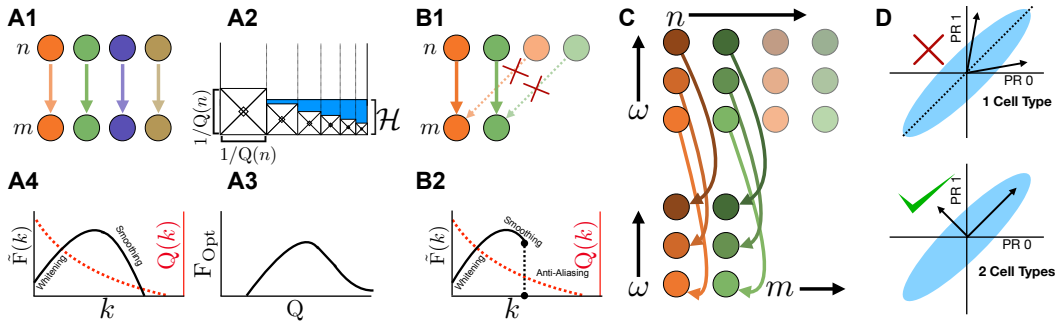 A1
n
m
A2
1/Q(n)
1/Q(n)
ℋ
B1
n
m
C
n
ω
ω
m
D
PR 1
PR 0
1 Cell Type
PR 1
PR 0
2 Cell Types
A4
F̃(k)
Whitening
Smoothing
Q(k)
k
A3
F_Opt
Q
B2
F̃(k)
Whitening
Smoothing
Anti-Aliasing
Q(k)
k